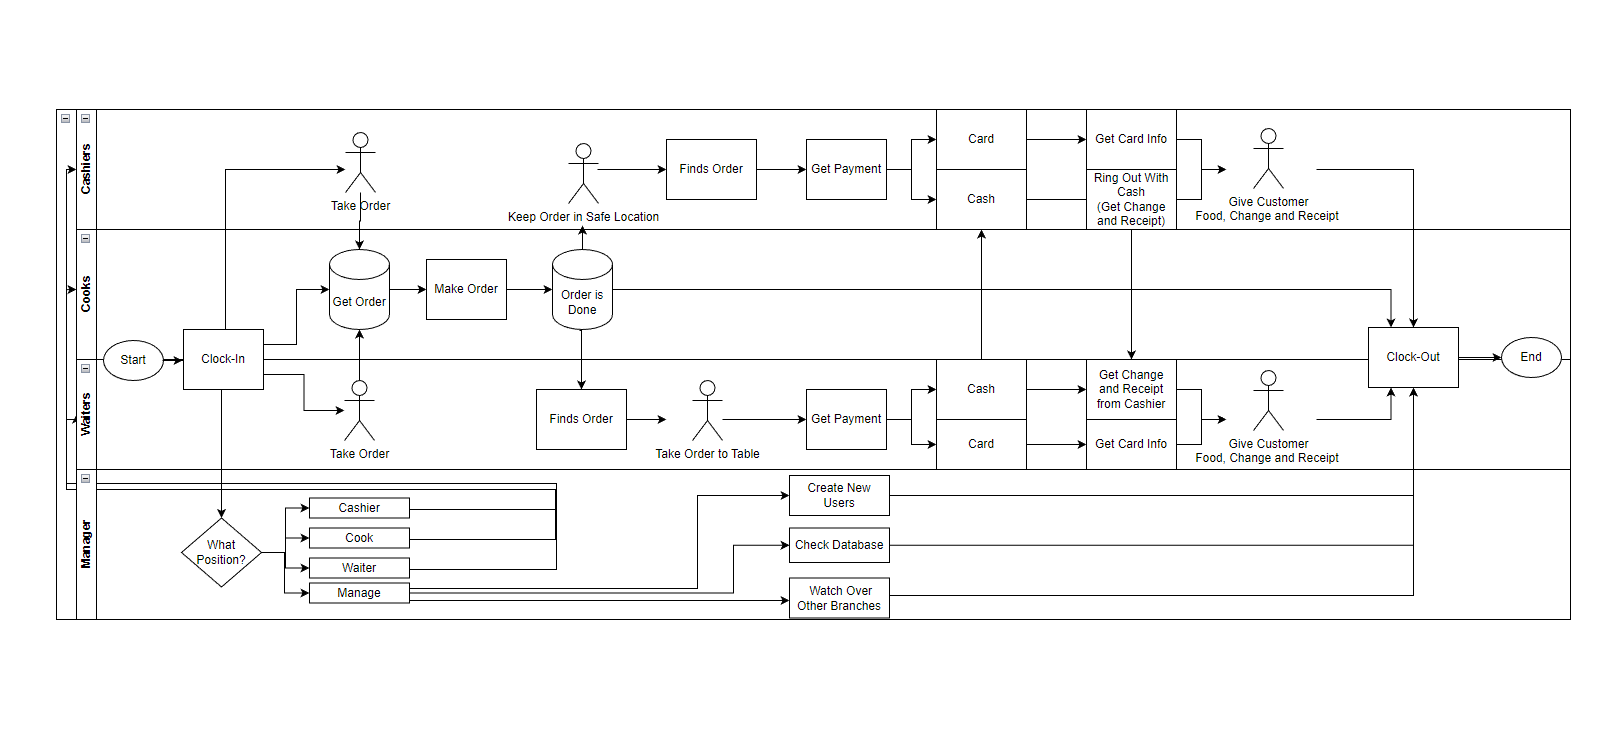 Cashiers
Take Order
Keep Order in Safe Location
Finds Order
Get Payment
Card
Cash
Get Card Info
Ring Out With
Cash
(Get Change
and Receipt)
Give Customer
Food, Change and Receipt
Cooks
Get Order
Make Order
Order is
Done
Start
Clock-In
Clock-Out
End
Waiters
Take Order
Finds Order
Take Order to Table
Get Payment
Cash
Card
Get Change
and Receipt
from Cashier
Get Card Info
Give Customer
Food, Change and Receipt
Manager
What
Position?
Cashier
Cook
Waiter
Manage
Create New
Users
Check Database
Watch Over
Other Branches